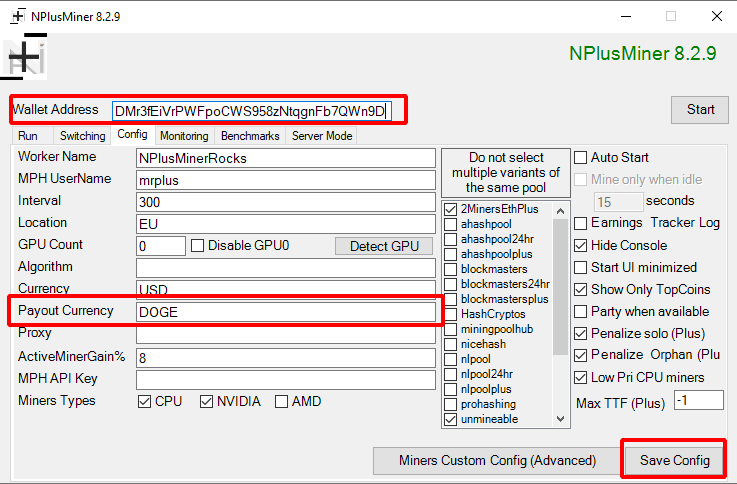 NPlusMiner 8.2.9
NPlusMiner 8.2.9
Wallet Address DMr3fEiVrPWFpoCWS958zNtqgnFb7QWn9D Start
Run Switching Config Monitoring Benchmarks Server Mode
Worker Name NPlusMinerRocks
MPH UserName mrplus
Interval 300
Location EU
GPU Count 0 Disable GPU0 Detect GPU
Algorithm
Currency USD
Payout Currency DOGE
Proxy
ActiveMinerGain% 8
MPH API Key
Miners Types CPU NVIDIA AMD
Do not select
multiple variants of
the same pool
2MinersEthPlus
ahashpool
ahashpool24hr
ahashpoolplus
blockmasters
blockmasters24hr
blockmastersplus
HashCryptos
miningpoolhub
nicehash
nlpool
nlpool24hr
nlpoolplus
prohashing
unmineable
Auto Start
Mine only when idle
15 seconds
Earnings Tracker Log
Hide Console
Start UI minimized
Show Only TopCoins
Party when available
Penalize solo (Plus)
Penalize Orphan (Plu
Low Pri CPU miners
Max TTF (Plus) -1
Miners Custom Config (Advanced) Save Config